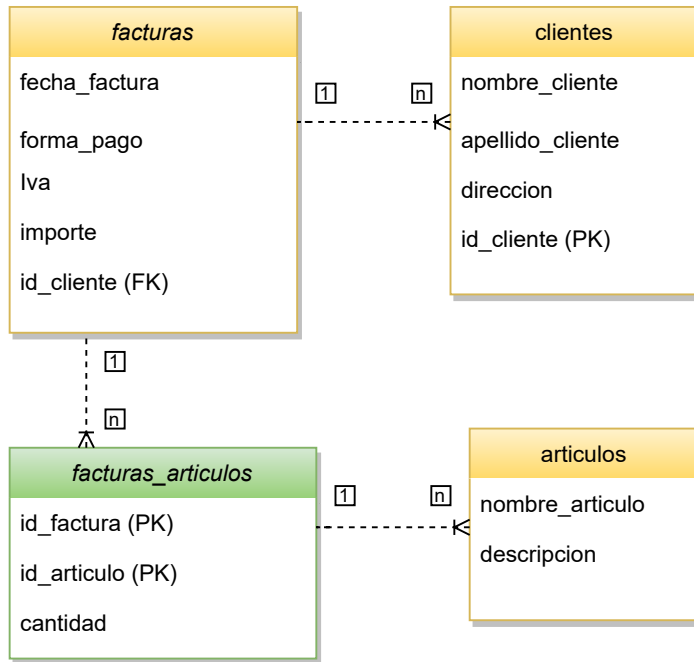 facturas
fecha_factura
forma_pago
Iva
importe
id_cliente (FK)
1
n
clientes
nombre_cliente
apellido_cliente
direccion
id_cliente (PK)
1
n
facturas_articulos
id_factura (PK)
id_articulo (PK)
cantidad
1
n
articulos
nombre_articulo
descripcion